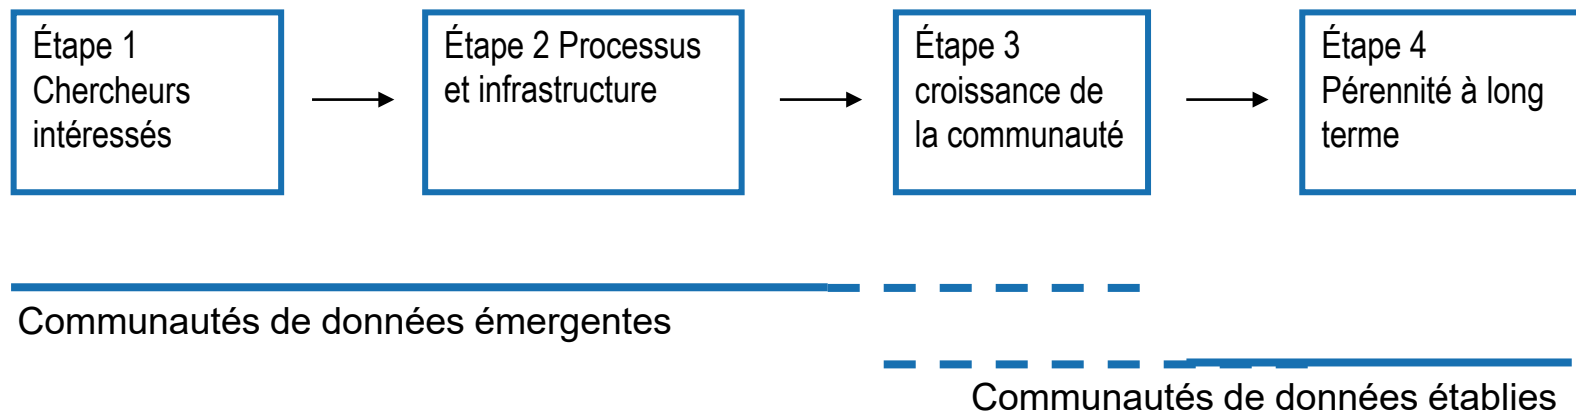 Étape 1
Chercheurs
intéressés
Étape 2 Processus
et infrastructure
Étape 3
croissance de
la communauté
Étape 4
Pérennité à long
terme
Communautés de données émergentes
Communautés de données établies